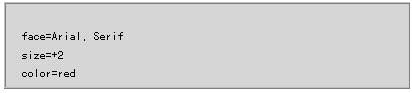 face=Arial, Serif
size=+2
color=red